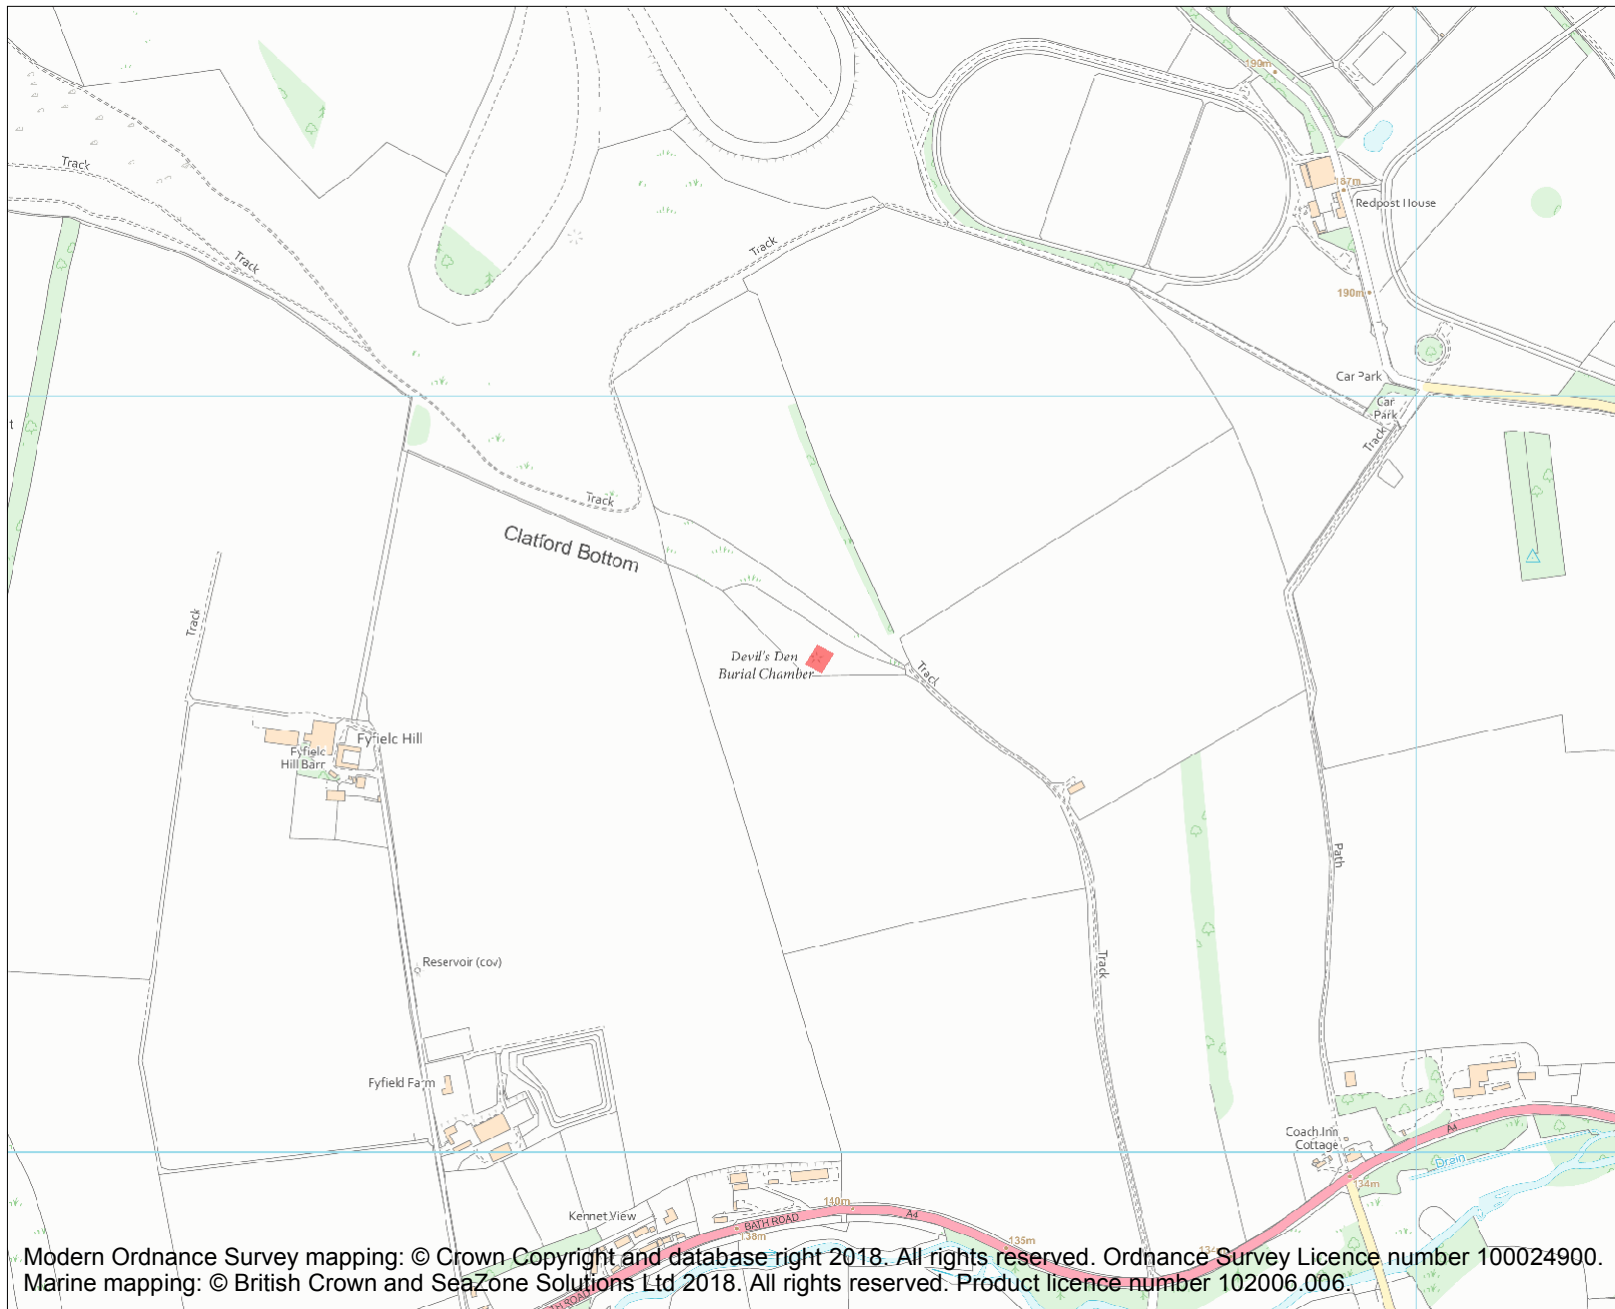 190m
Track
187m
Redpost House
Track
Track
190m
Car Park
Car
Park
Track
t
Track
Clatford Bottom
Track
Devil's Den
Burial Chamber
Track
Fyfield Hill
Fyfield
Hill Barn
Path
Reservoir (cov)
Track
Fyfield Farm
Coach Inn
Cottage
A4
Drain
134m
140m
A4
Kennet View
BATH ROAD
138m
135m
Modern Ordnance Survey mapping: © Crown Copyright and database right 2018. All rights reserved. Ordnance Survey Licence number 100024900.
Marine mapping: © British Crown and SeaZone Solutions Ltd 2018. All rights reserved. Product licence number 102006.006.